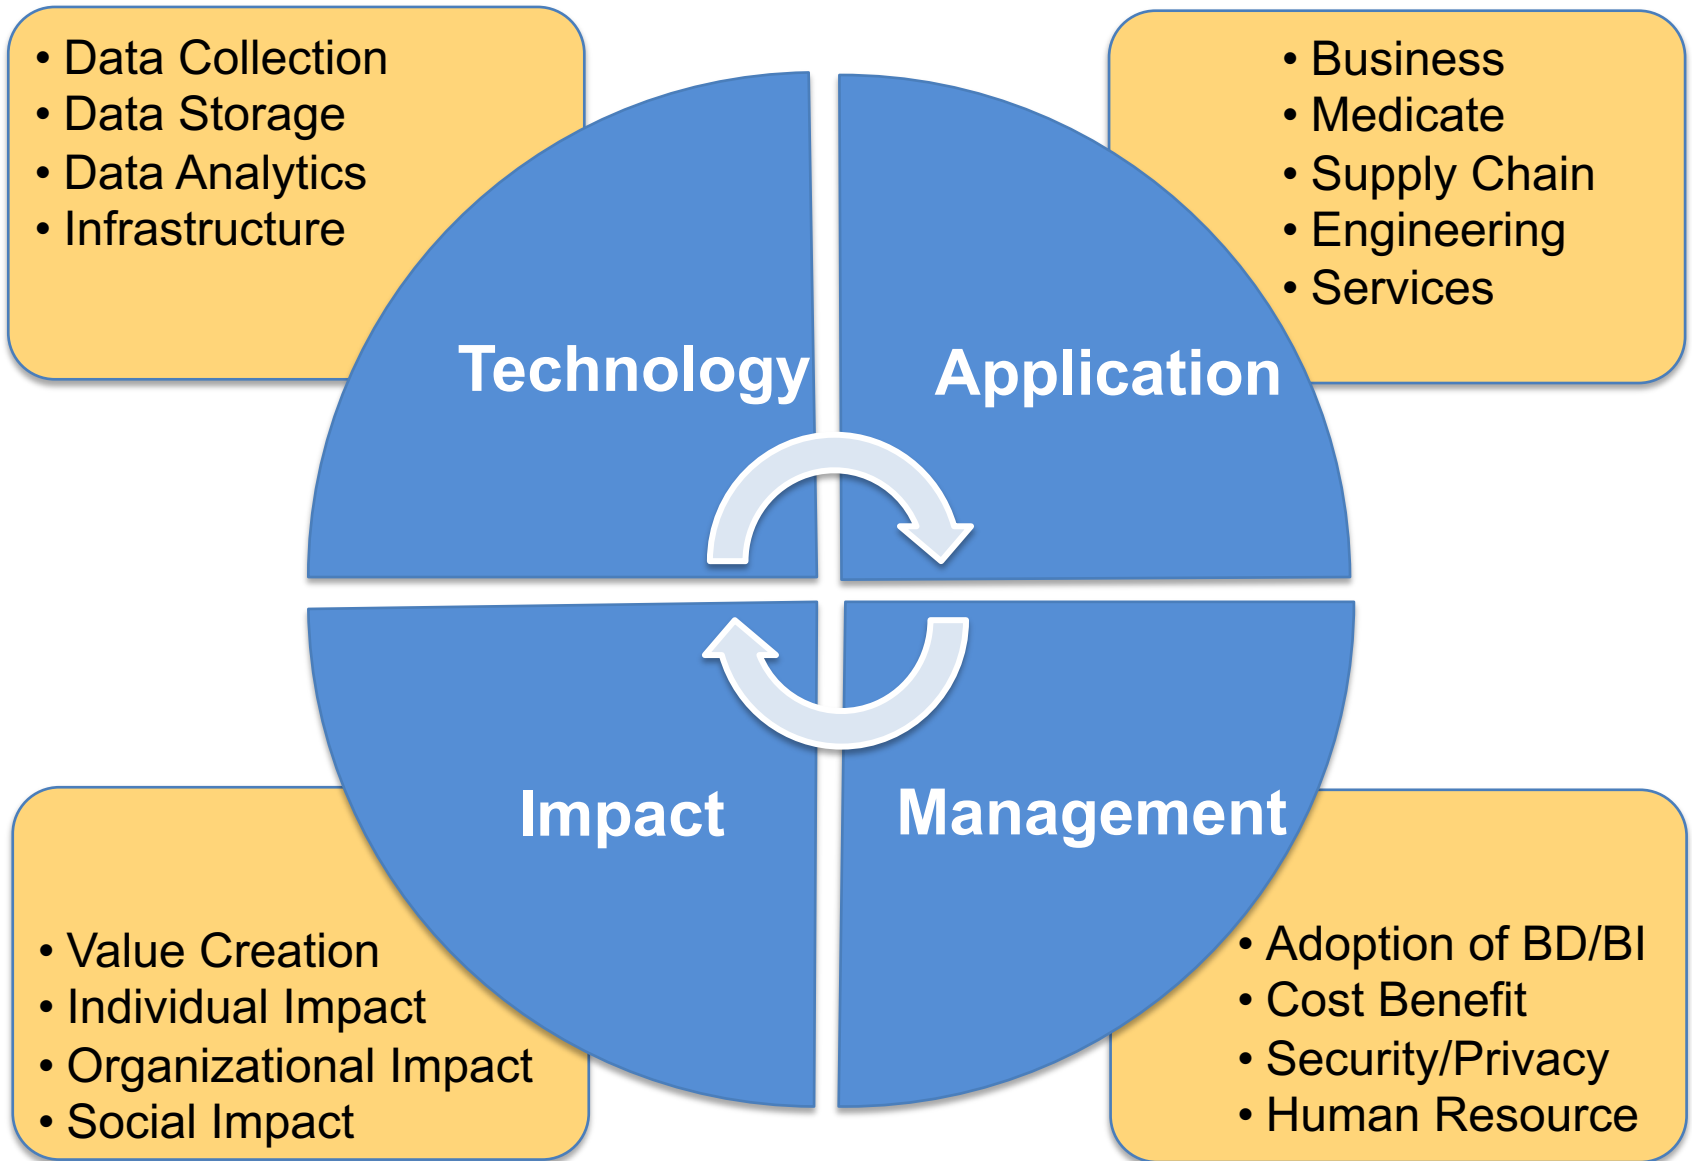 • Data Collection
• Data Storage
• Data Analytics
• Infrastructure
• Business
• Medicate
• Supply Chain
• Engineering
• Services
Technology
Application
Impact
Management
• Value Creation
• Individual Impact
• Organizational Impact
• Social Impact
• Adoption of BD/BI
• Cost Benefit
• Security/Privacy
• Human Resource